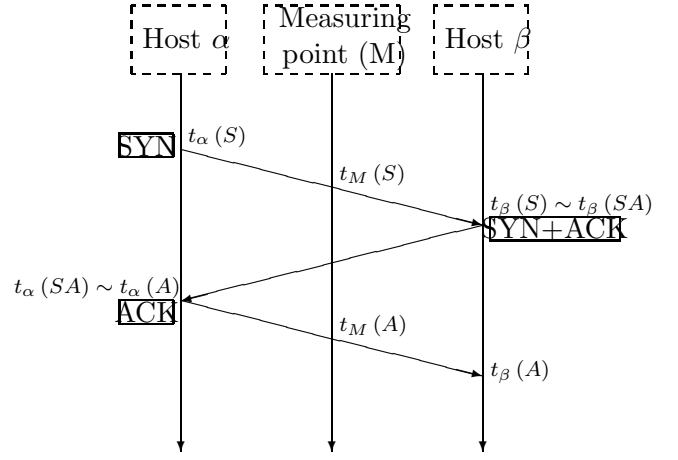 Host α
Measuring
point (M)
Host β
SYN
t_α (S)
t_M (S)
t_β (S) ∼ t_β (SA)
SYN+ACK
t_α (SA) ∼ t_α (A)
ACK
t_M (A)
t_β (A)